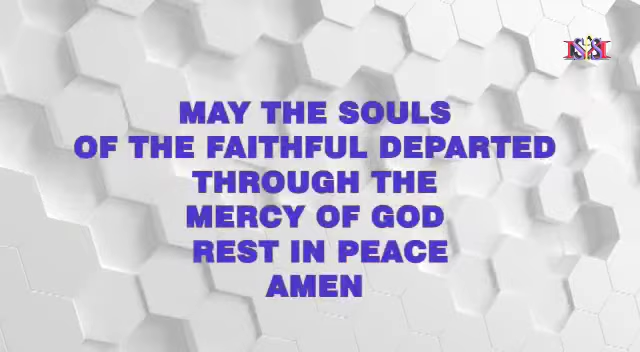 MAY THE SOULS
OF THE FAITHFUL DEPARTED
THROUGH THE
MERCY OF GOD
REST IN PEACE
AMEN